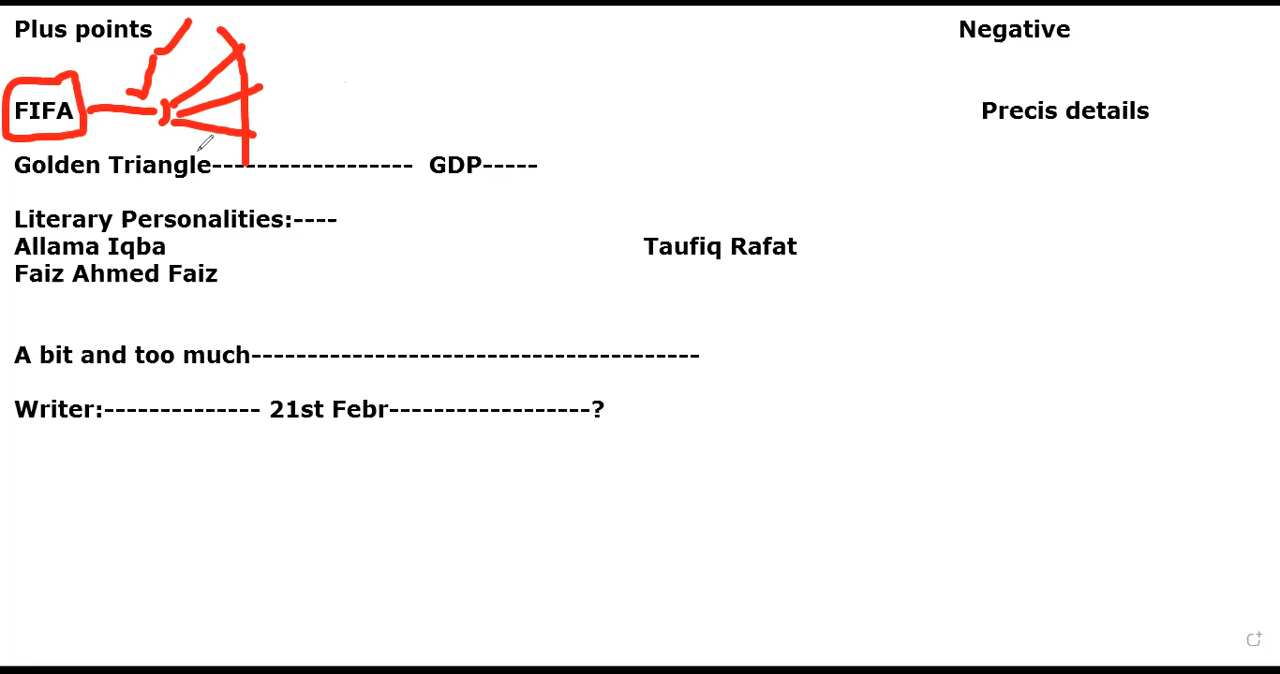 Plus points Negative
FIFA Precis details
Golden Triangle------------------ GDP-----
Literary Personalities:----
Allama Iqba Taufiq Rafat
Faiz Ahmed Faiz
A bit and too much----------------------------------------
Writer:-------------- 21st Febr------------------?